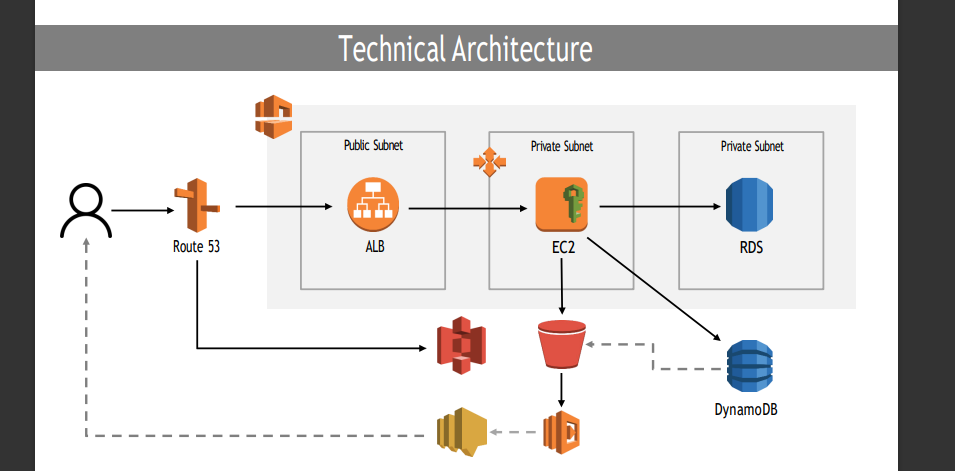 Technical Architecture
Public Subnet
Private Subnet
Private Subnet
Route 53
ALB
EC2
RDS
DynamoDB